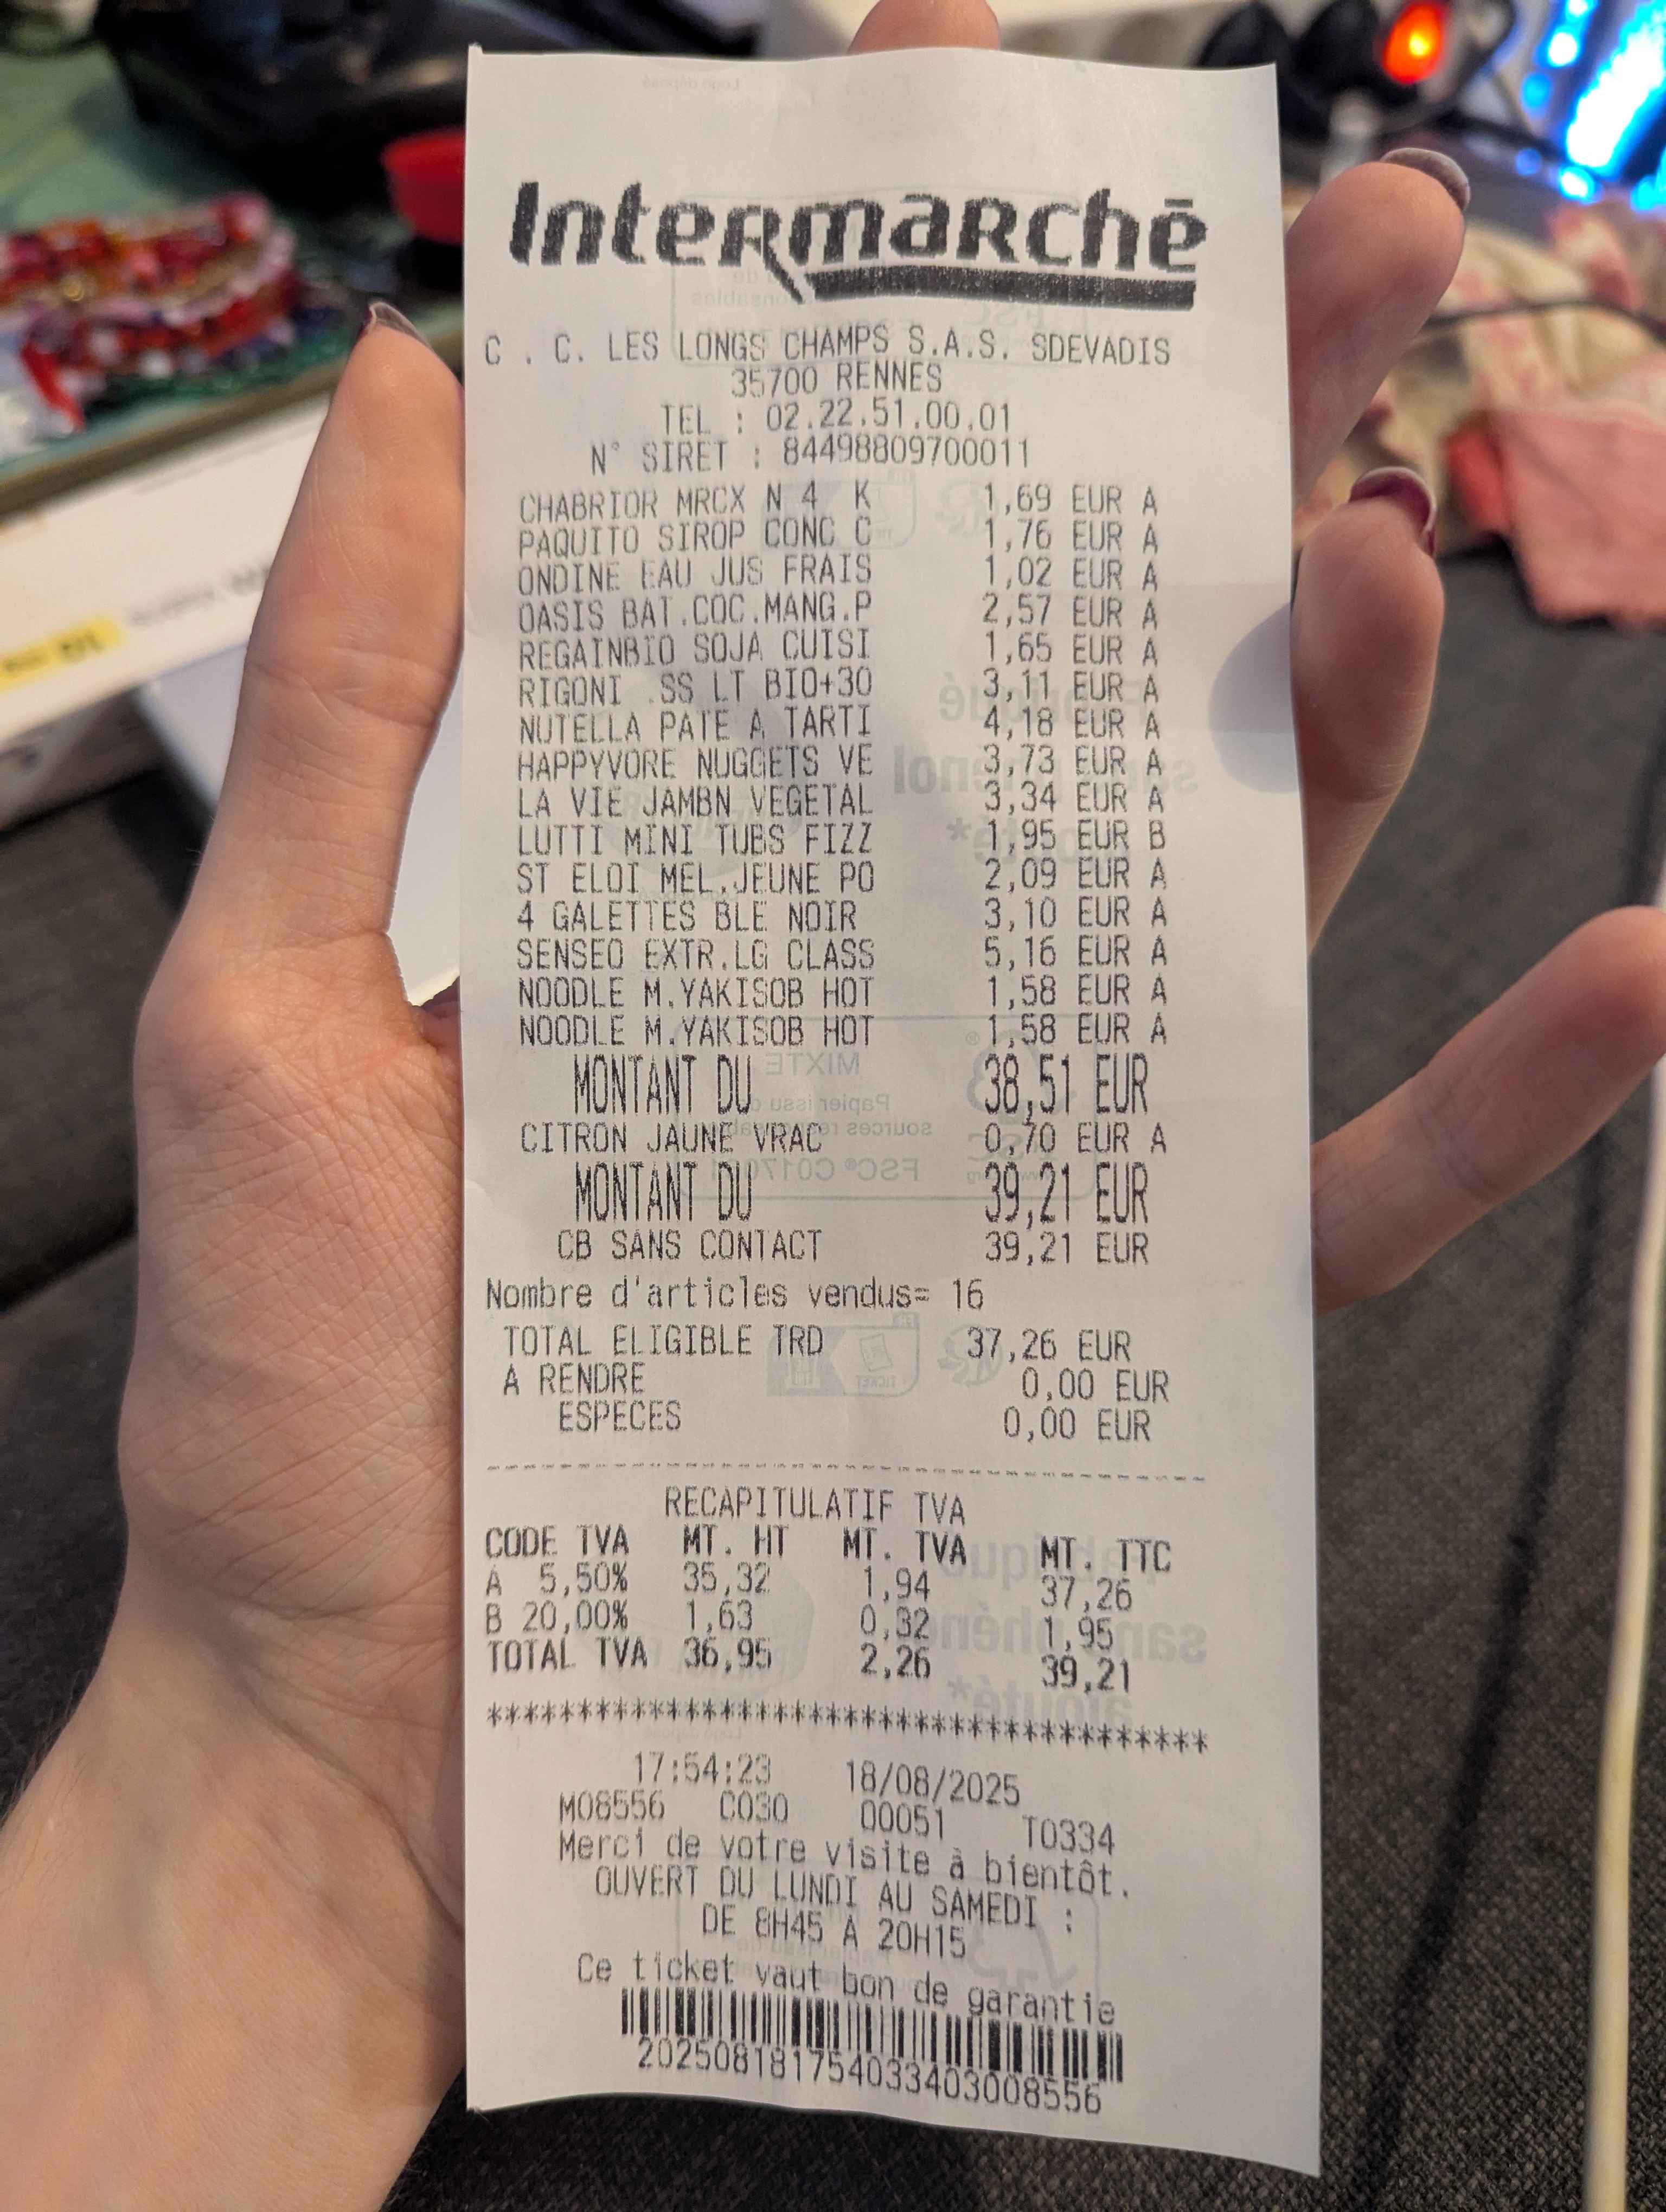 Intermarchē
C . C. LES LONGS CHAMPS S.A.S. SDEVADIS
35700 RENNES
TEL : 02.22.51.00.01
N° SIRET : 84498809700011
CHABRIOR MRCX N 4 K 1,69 EUR A
PAQUITO SIROP CONC C 1,76 EUR A
ONDINE EAU JUS FRAIS 1,02 EUR A
OASIS BAT.COC.MANG.P 2,57 EUR A
REGAINBIO SOJA CUISI 1,65 EUR A
RIGONI .SS LT BIO+30 3,11 EUR A
NUTELLA PATE A TARTI 4,18 EUR A
HAPPYVORE NUGGETS VE 3,73 EUR A
LA VIE JAMBN VEGETAL 3,34 EUR A
LUTTI MINI TUBS FIZZ 1,95 EUR B
ST ELOI MEL.JEUNE PO 2,09 EUR A
4 GALETTES BLE NOIR 3,10 EUR A
SENSEO EXTR.LG CLASS 5,16 EUR A
NOODLE M.YAKISOB HOT 1,58 EUR A
NOODLE M.YAKISOB HOT 1,58 EUR A
MONTANT DU 38,51 EUR
CITRON JAUNE VRAC 0,70 EUR A
MONTANT DU 39,21 EUR
CB SANS CONTACT 39,21 EUR
Nombre d'articles vendus= 16
TOTAL ELIGIBLE TRD 37,26 EUR
A RENDRE 0,00 EUR
ESPECES 0,00 EUR
----------------------------------------
RECAPITULATIF TVA
CODE TVA MT. HT MT. TVA MT. TTC
A 5,50% 35,32 1,94 37,26
B 20,00% 1,63 0,32 1,95
TOTAL TVA 36,95 2,26 39,21
****************************************
17:54:23 18/08/2025
M08556 C030 00051 T0334
Merci de votre visite à bientôt.
OUVERT DU LUNDI AU SAMEDI :
DE 8H45 A 20H15
Ce ticket vaut bon de garantie
2025081817540334030​08556